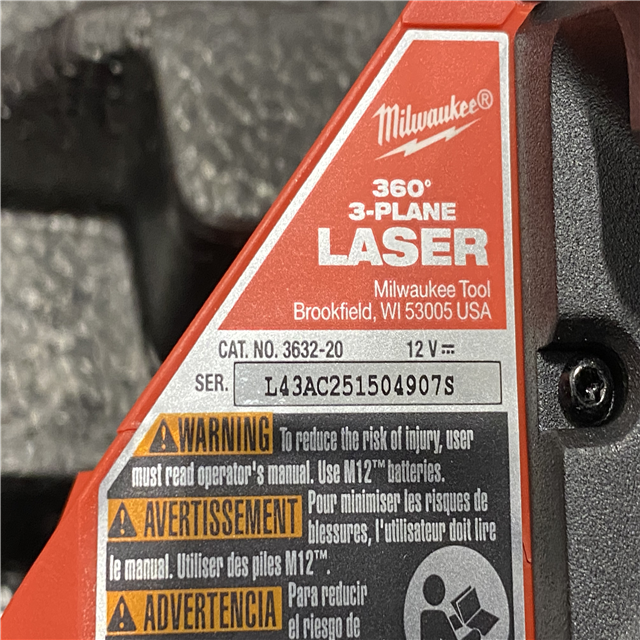 Milwaukee®
360°
3-PLANE
LASER
Milwaukee Tool
Brookfield, WI 53005 USA
CAT. NO. 3632-20 12 V⎓
SER. L43AC251504907S
WARNING To reduce the risk of injury, user
must read operator's manual. Use M12™ batteries.
AVERTISSEMENT Pour minimiser les risques de
blessures, l'utilisateur doit lire
le manual. Utiliser des piles M12™.
ADVERTENCIA Para reducir
el riesgo de